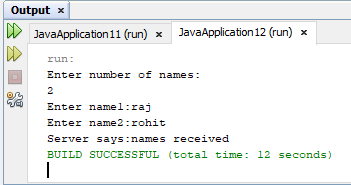 Output
JavaApplication11 (run)
JavaApplication12 (run)
run:
Enter number of names:
2
Enter name1:raj
Enter name2:rohit
Server says:names received
BUILD SUCCESSFUL (total time: 12 seconds)